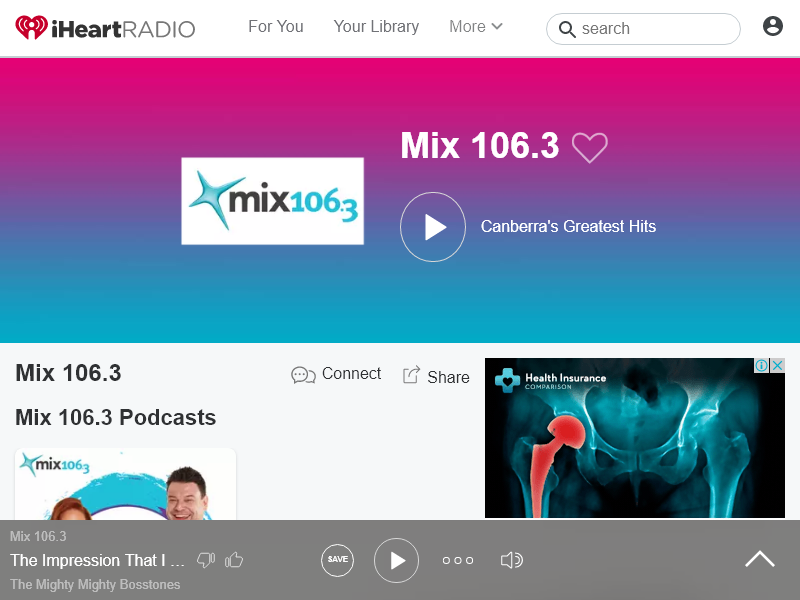 iHeartRADIO
For You
Your Library
More
search
Mix 106.3
mix106.3
Canberra's Greatest Hits
Mix 106.3
Connect
Share
Health Insurance
COMPARISON
Mix 106.3 Podcasts
mix106.3
Mix 106.3
The Impression That I ...
SAVE
The Mighty Mighty Bosstones